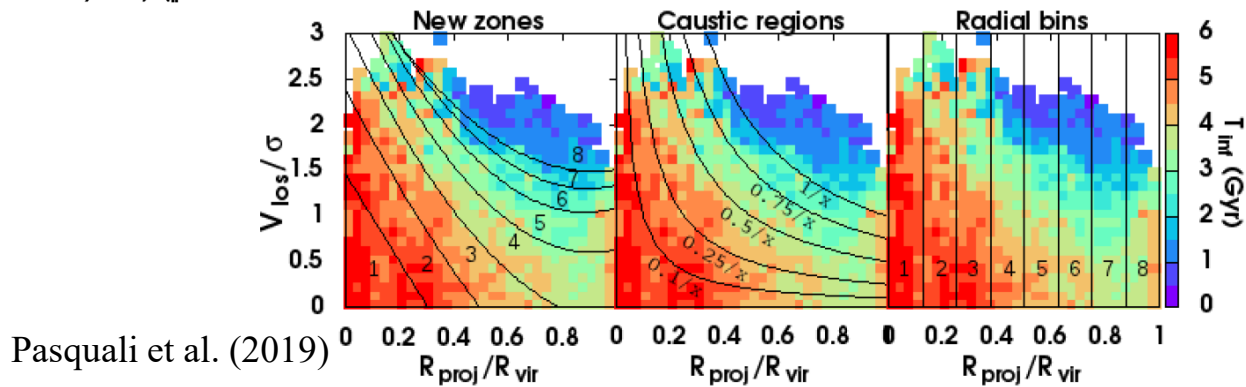 New zones
Caustic regions
Radial bins
3
2.5
2
1.5
1
0.5
0
V_los/σ
1
2
3
4
5
6
7
8
0.1/x
0.25/x
0.5/x
0.75/x
1/x
1 2 3 4 5 6 7 8
6
5
4
3
2
1
0
T_inf (Gyr)
0 0.2 0.4 0.6 0.8
0 0.2 0.4 0.6 0.8
0 0.2 0.4 0.6 0.8 1
R_proj/R_vir
R_proj/R_vir
R_proj/R_vir
Pasquali et al. (2019)